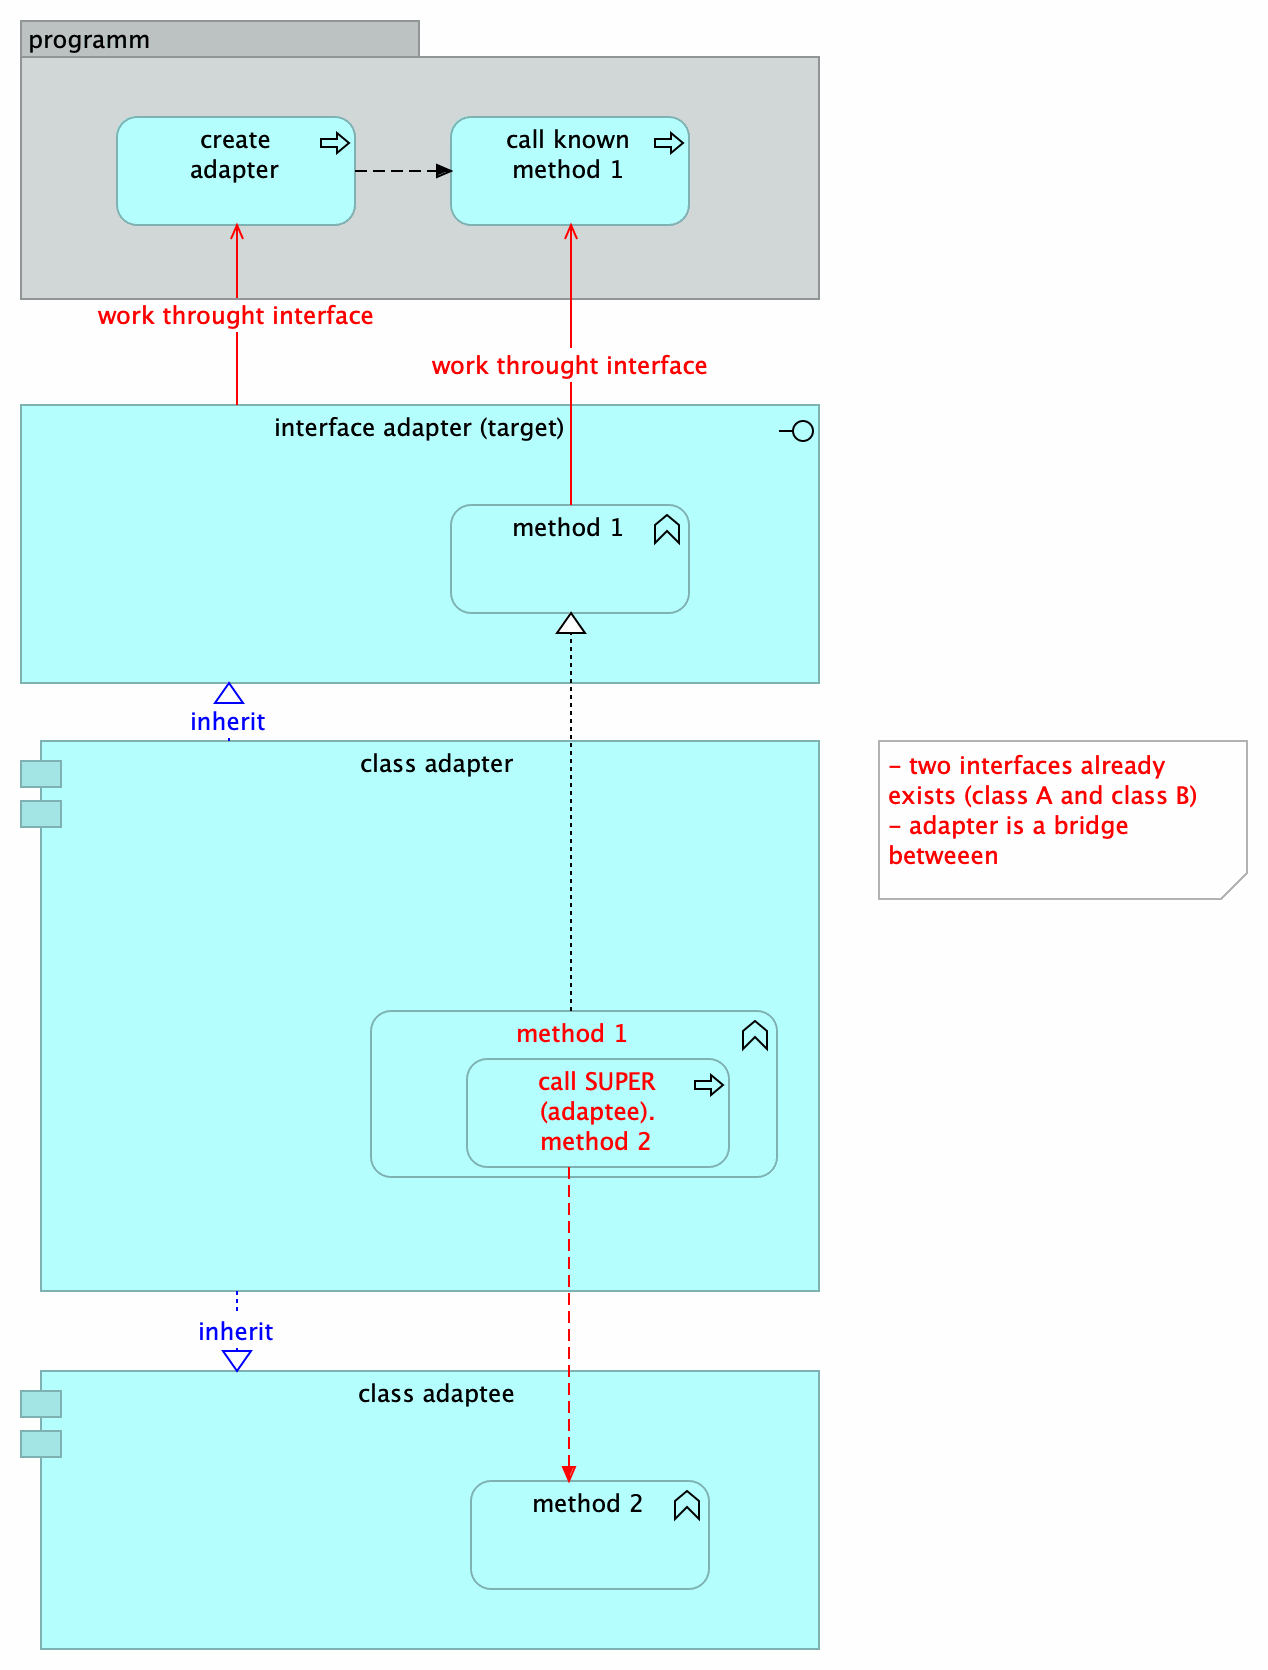 programm
create
adapter
call known
method 1
work throught interface
work throught interface
interface adapter (target)
method 1
inherit
class adapter
- two interfaces already
exists (class A and class B)
- adapter is a bridge
betweeen
method 1
call SUPER
(adaptee).
method 2
inherit
class adaptee
method 2